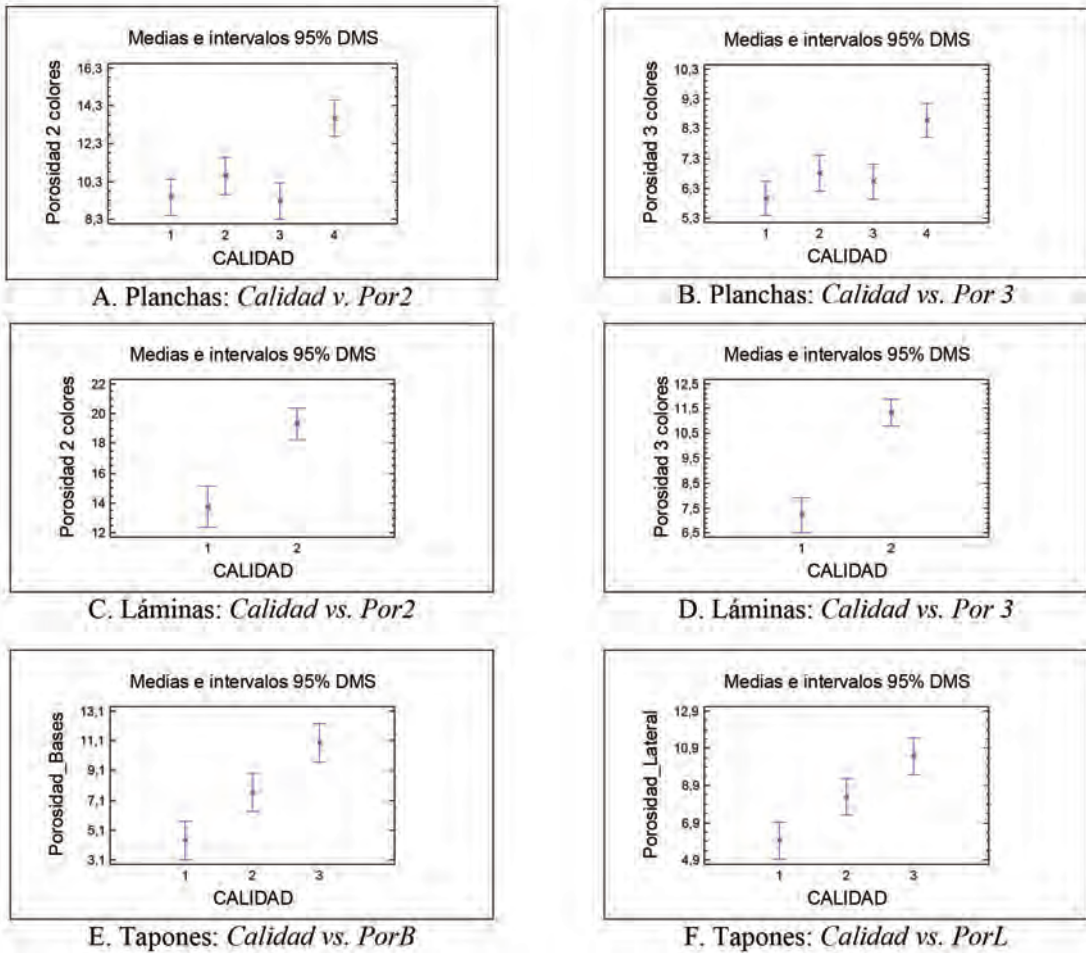 Medias e intervalos 95% DMS
Porosidad 2 colores
16,3
14,3
12,3
10,3
8,3
1 2 3 4
CALIDAD
A. Planchas: Calidad v. Por2
Medias e intervalos 95% DMS
Porosidad 3 colores
10,3
9,3
8,3
7,3
6,3
5,3
1 2 3 4
CALIDAD
B. Planchas: Calidad vs. Por 3
Medias e intervalos 95% DMS
Porosidad 2 colores
22
20
18
16
14
12
1 2
CALIDAD
C. Láminas: Calidad vs. Por2
Medias e intervalos 95% DMS
Porosidad 3 colores
12,5
11,5
10,5
9,5
8,5
7,5
6,5
1 2
CALIDAD
D. Láminas: Calidad vs. Por 3
Medias e intervalos 95% DMS
Porosidad_Bases
13,1
11,1
9,1
7,1
5,1
3,1
1 2 3
CALIDAD
E. Tapones: Calidad vs. PorB
Medias e intervalos 95% DMS
Porosidad_Lateral
12,9
10,9
8,9
6,9
4,9
1 2 3
CALIDAD
F. Tapones: Calidad vs. PorL